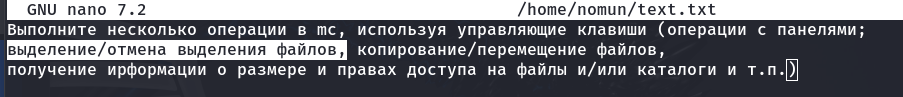 GNU nano 7.2 /home/nomun/text.txt
Выполните несколько операции в mc, используя управляющие клавиши (операции с панелями;
выделение/отмена выделения файлов, копирование/перемещение файлов,
получение ирформации о размере и правах доступа на файлы и/или каталоги и т.п.)